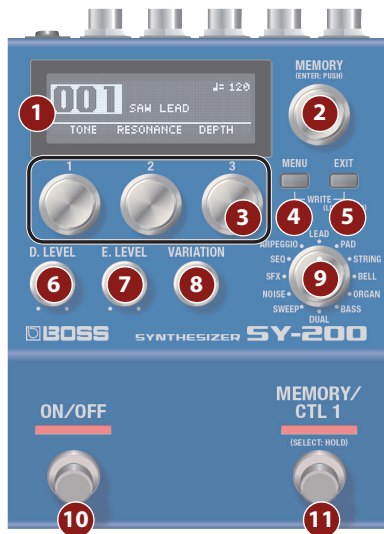 MEMORY
(ENTER: PUSH)
001
SAW LEAD
♩= 120
TONE RESONANCE DEPTH
1
2
1 2 3
3
MENU EXIT
4
5
WRITE
D. LEVEL E. LEVEL VARIATION
6
7
8
LEAD
ARPEGGIO PAD
SEQ STRING
SFX BELL
NOISE ORGAN
SWEEP BASS
DUAL
9
BOSS SYNTHESIZER SY-200
ON/OFF
MEMORY/
CTL 1
(SELECT: HOLD)
10
11